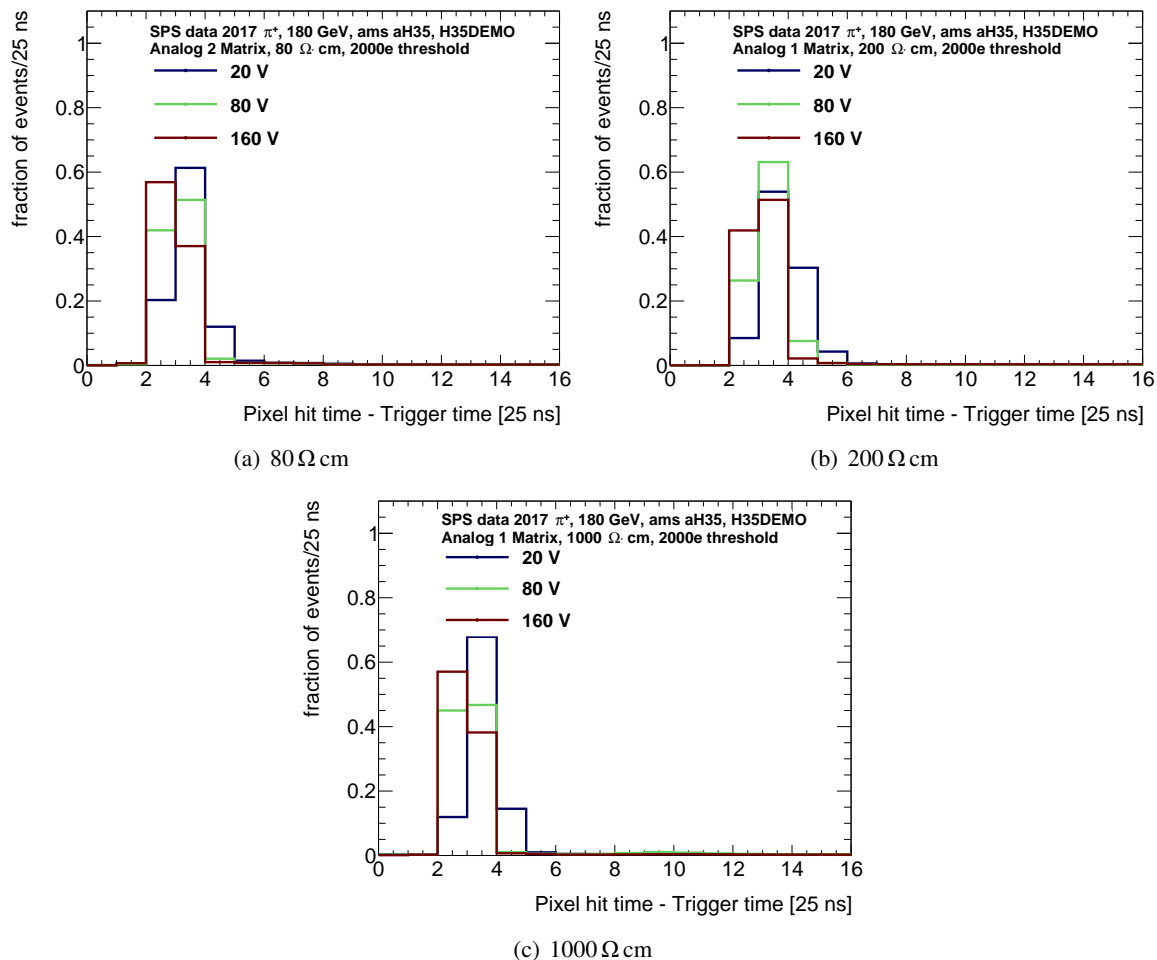 SPS data 2017 π⁺, 180 GeV, ams aH35, H35DEMO
Analog 2 Matrix, 80 Ω· cm, 2000e threshold
20 V
80 V
160 V
fraction of events/25 ns
1
0.8
0.6
0.4
0.2
0
0 2 4 6 8 10 12 14 16
Pixel hit time - Trigger time [25 ns]
(a) 80 Ω cm
SPS data 2017 π⁺, 180 GeV, ams aH35, H35DEMO
Analog 1 Matrix, 200 Ω· cm, 2000e threshold
20 V
80 V
160 V
fraction of events/25 ns
1
0.8
0.6
0.4
0.2
0
0 2 4 6 8 10 12 14 16
Pixel hit time - Trigger time [25 ns]
(b) 200 Ω cm
SPS data 2017 π⁺, 180 GeV, ams aH35, H35DEMO
Analog 1 Matrix, 1000 Ω· cm, 2000e threshold
20 V
80 V
160 V
fraction of events/25 ns
1
0.8
0.6
0.4
0.2
0
0 2 4 6 8 10 12 14 16
Pixel hit time - Trigger time [25 ns]
(c) 1000 Ω cm